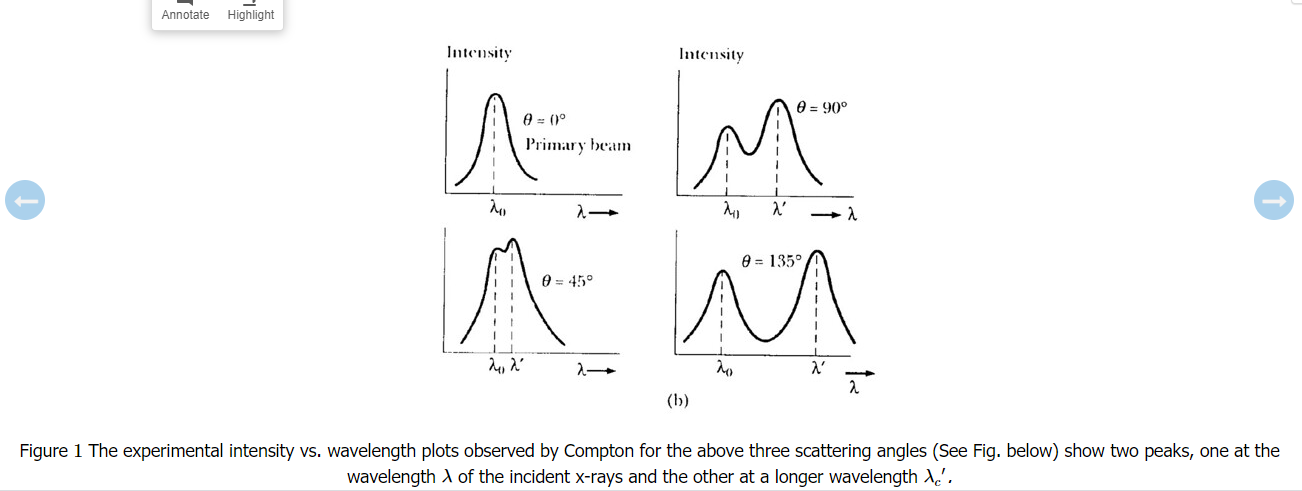 Annotate Highlight
Intensity
θ = 0°
Primary beam
λ₀ λ
Intensity
θ = 90°
λ₀ λ′ λ
θ = 45°
λ₀ λ′ λ
θ = 135°
λ₀ λ′
λ
(b)
Figure 1 The experimental intensity vs. wavelength plots observed by Compton for the above three scattering angles (See Fig. below) show two peaks, one at the
wavelength λ of the incident x-rays and the other at a longer wavelength λ꜀′.